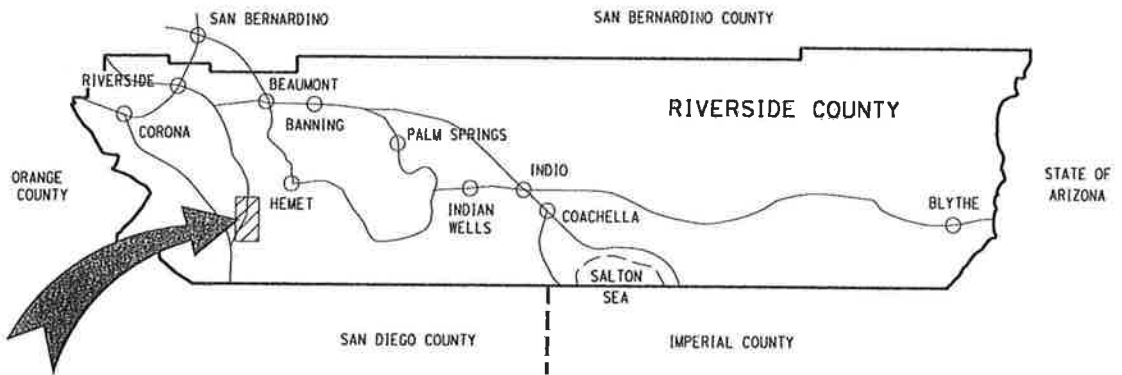 SAN BERNARDINO
SAN BERNARDINO COUNTY
RIVERSIDE
BEAUMONT
RIVERSIDE COUNTY
BANNING
CORONA
PALM SPRINGS
ORANGE
COUNTY
INDIO
STATE OF
ARIZONA
HEMET
INDIAN
WELLS
COACHELLA
BLYTHE
SALTON
SEA
SAN DIEGO COUNTY
IMPERIAL COUNTY